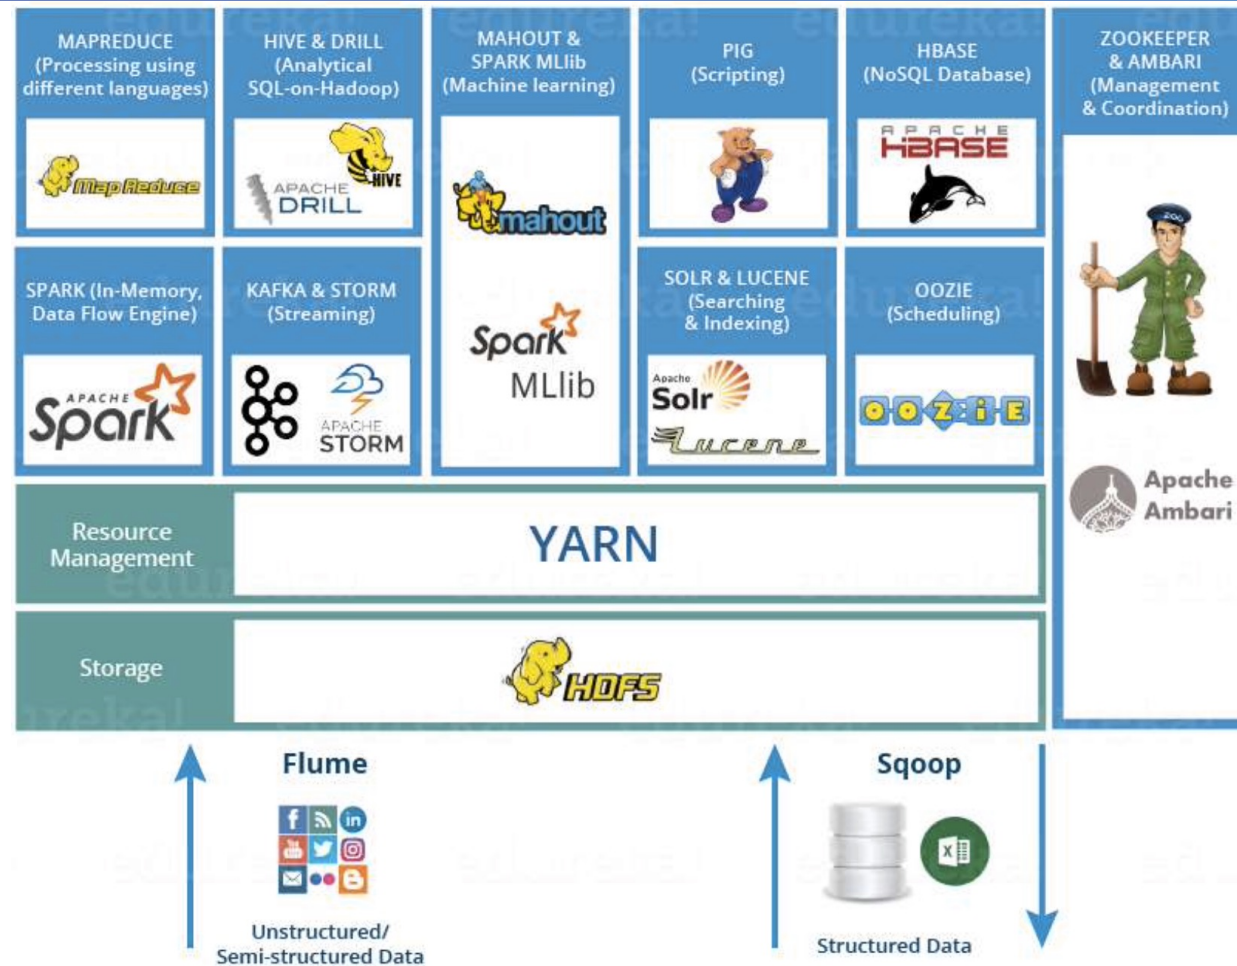 MAPREDUCE
(Processing using
different languages)
Map Reduce
HIVE & DRILL
(Analytical
SQL-on-Hadoop)
HIVE
APACHE
DRILL
MAHOUT &
SPARK MLlib
(Machine learning)
mahout
Spark
MLlib
PIG
(Scripting)
HBASE
(NoSQL Database)
APACHE
HBASE
ZOOKEEPER
& AMBARI
(Management
& Coordination)
ZOO
Apache
Ambari
SPARK (In-Memory,
Data Flow Engine)
APACHE
Spark
KAFKA & STORM
(Streaming)
APACHE
STORM
SOLR & LUCENE
(Searching
& Indexing)
Apache
Solr
Lucene
OOZIE
(Scheduling)
OOZiE
Resource
Management
YARN
Storage
HDFS
Flume
Unstructured/
Semi-structured Data
Sqoop
Structured Data
edureka!